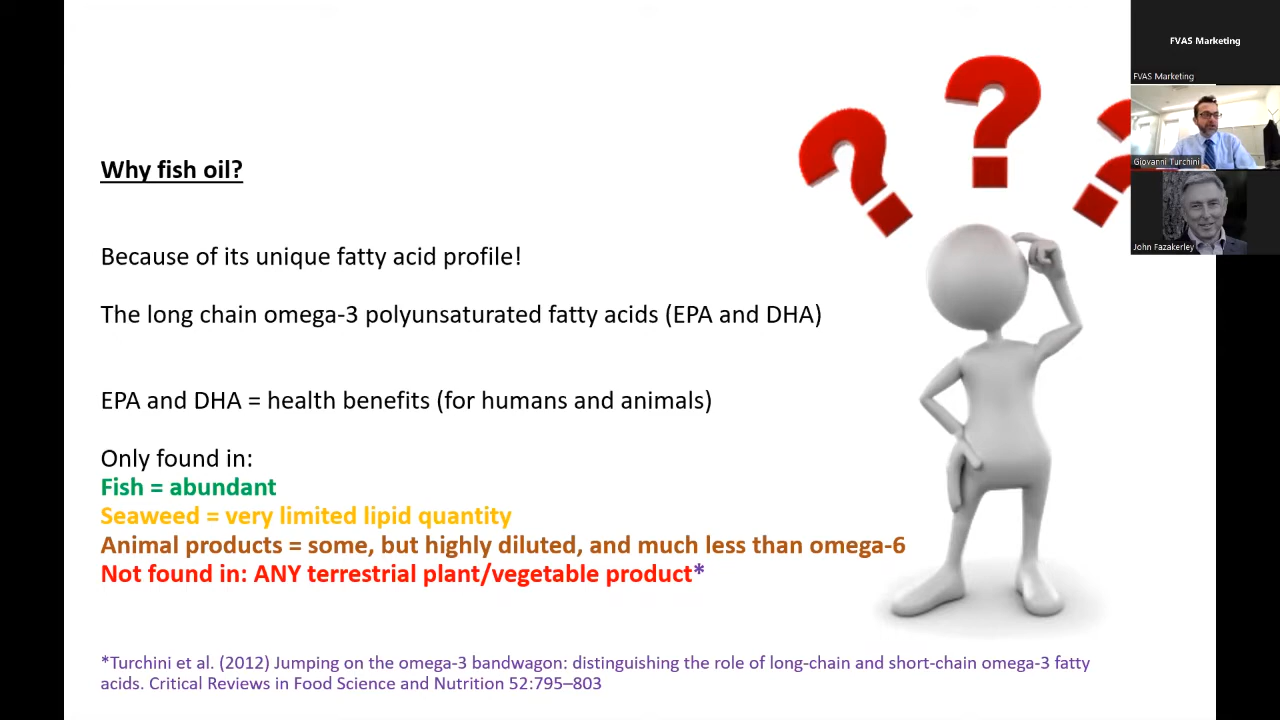 Why fish oil?
Because of its unique fatty acid profile!
The long chain omega-3 polyunsaturated fatty acids (EPA and DHA)
EPA and DHA = health benefits (for humans and animals)
Only found in:
Fish = abundant
Seaweed = very limited lipid quantity
Animal products = some, but highly diluted, and much less than omega-6
Not found in: ANY terrestrial plant/vegetable product*
*Turchini et al. (2012) Jumping on the omega-3 bandwagon: distinguishing the role of long-chain and short-chain omega-3 fatty
acids. Critical Reviews in Food Science and Nutrition 52:795–803
???
FVAS Marketing
FVAS Marketing
Giovanni Turchini
John Fazakerley